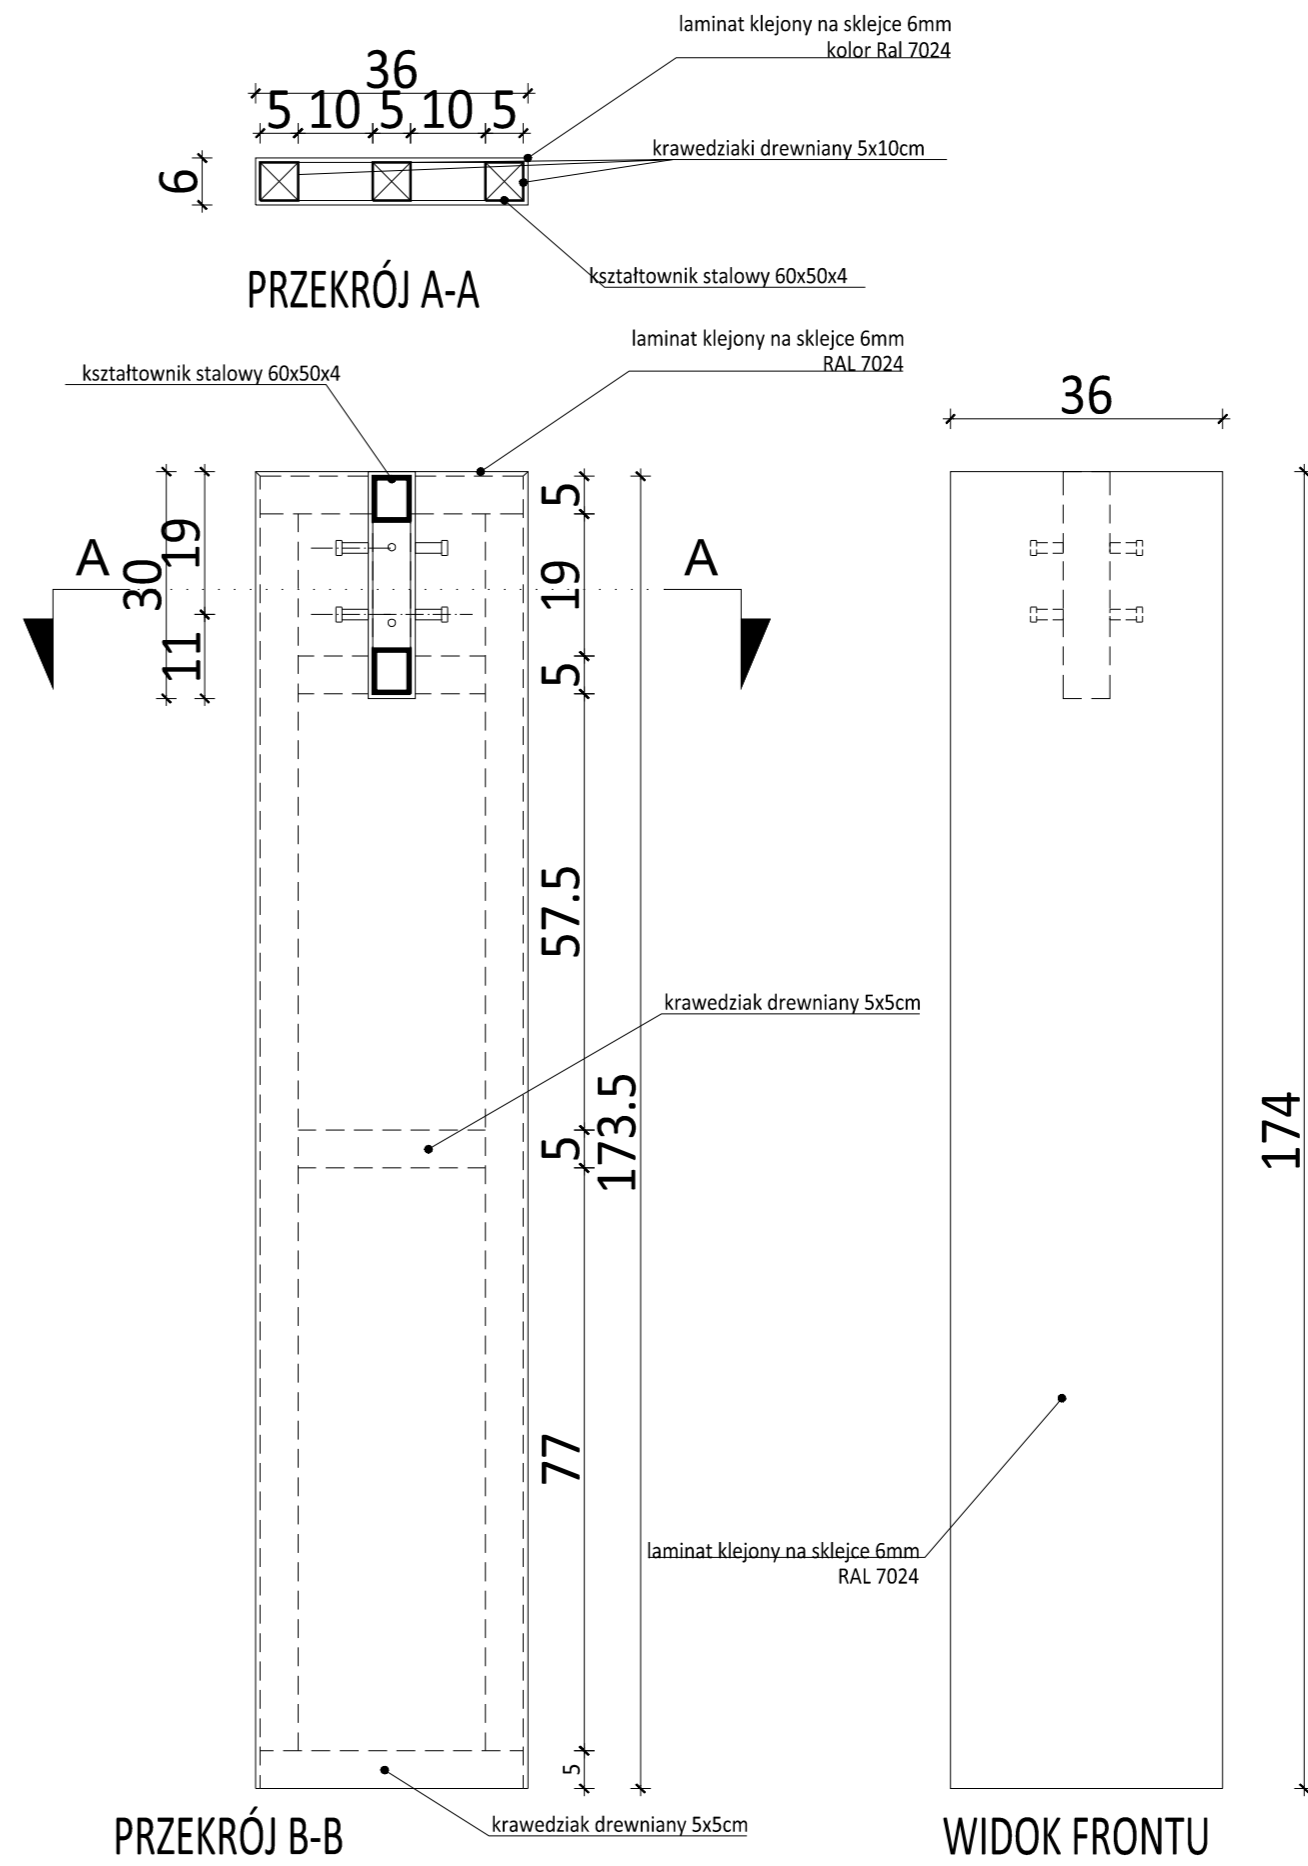 laminat klejony na sklejce 6mm
kolor Ral 7024
36
5 10 5 10 5
krawedziaki drewniany 5x10cm
6
kształtownik stalowy 60x50x4
PRZEKRÓJ A-A
laminat klejony na sklejce 6mm
RAL 7024
kształtownik stalowy 60x50x4
36
A
A
30
19
11
5
19
5
57.5
5
77
5
173.5
krawedziak drewniany 5x5cm
174
laminat klejony na sklejce 6mm
RAL 7024
krawedziak drewniany 5x5cm
PRZEKRÓJ B-B
WIDOK FRONTU